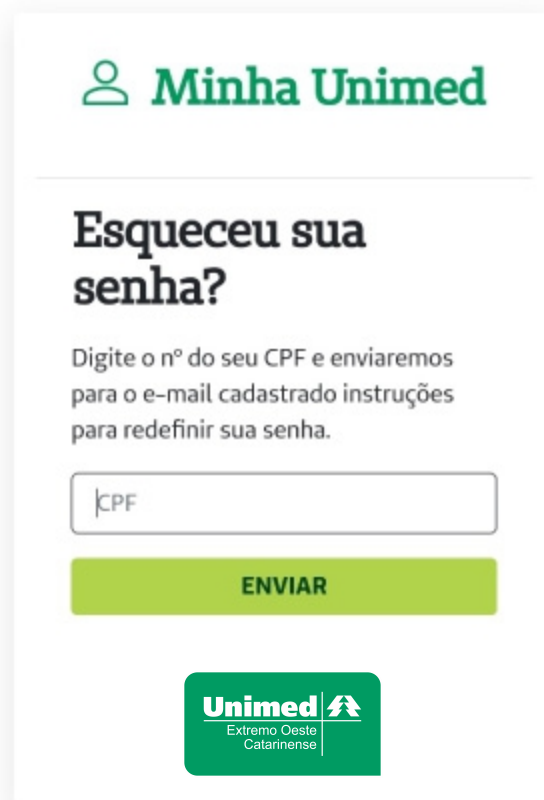 Minha Unimed
Esqueceu sua
senha?
Digite o nº do seu CPF e enviaremos
para o e-mail cadastrado instruções
para redefinir sua senha.
CPF
ENVIAR
Unimed
Extremo Oeste
Catarinense